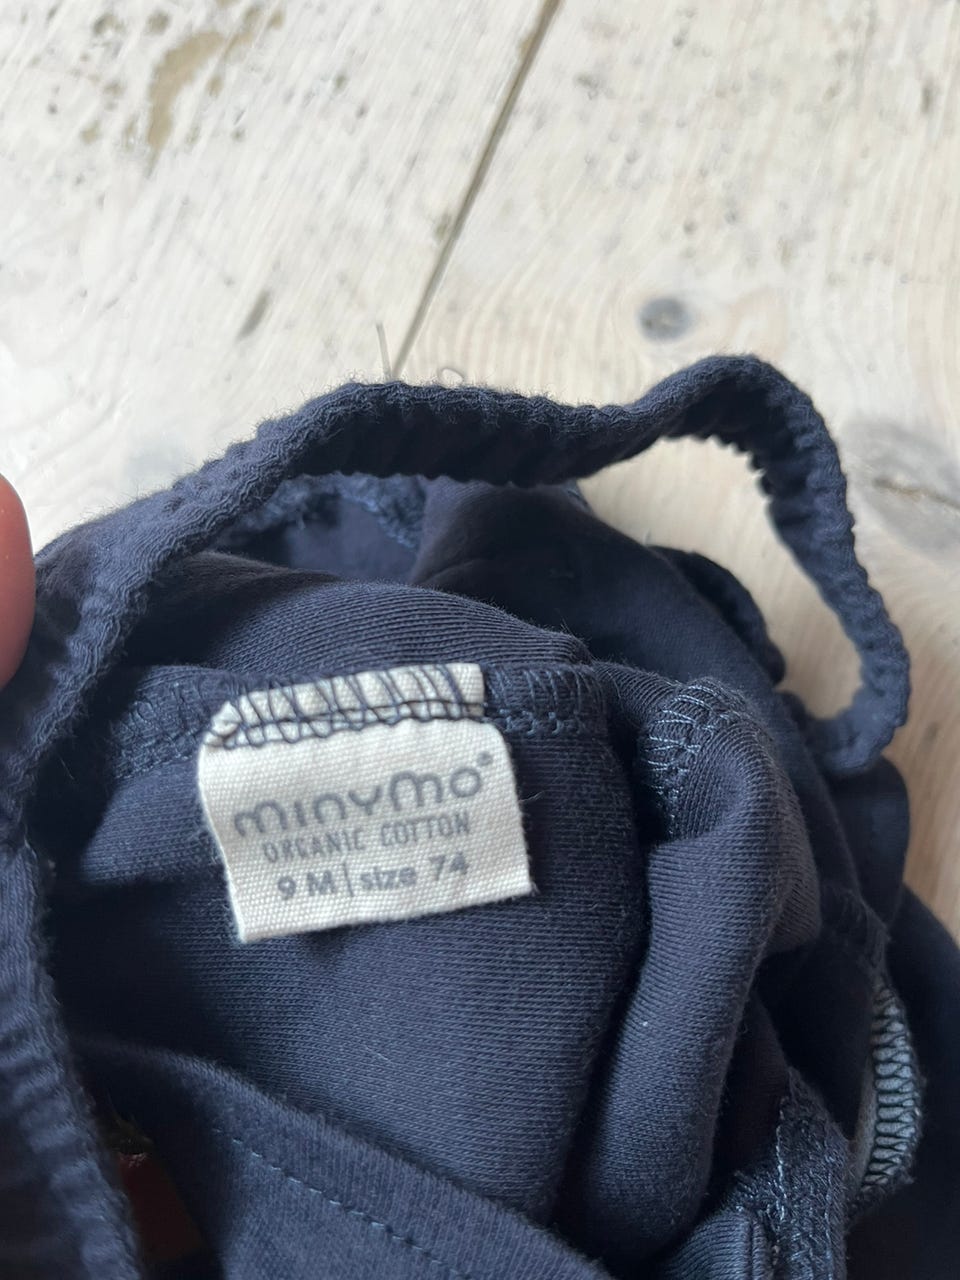 minymo®
ORGANIC COTTON
9 M | size 74